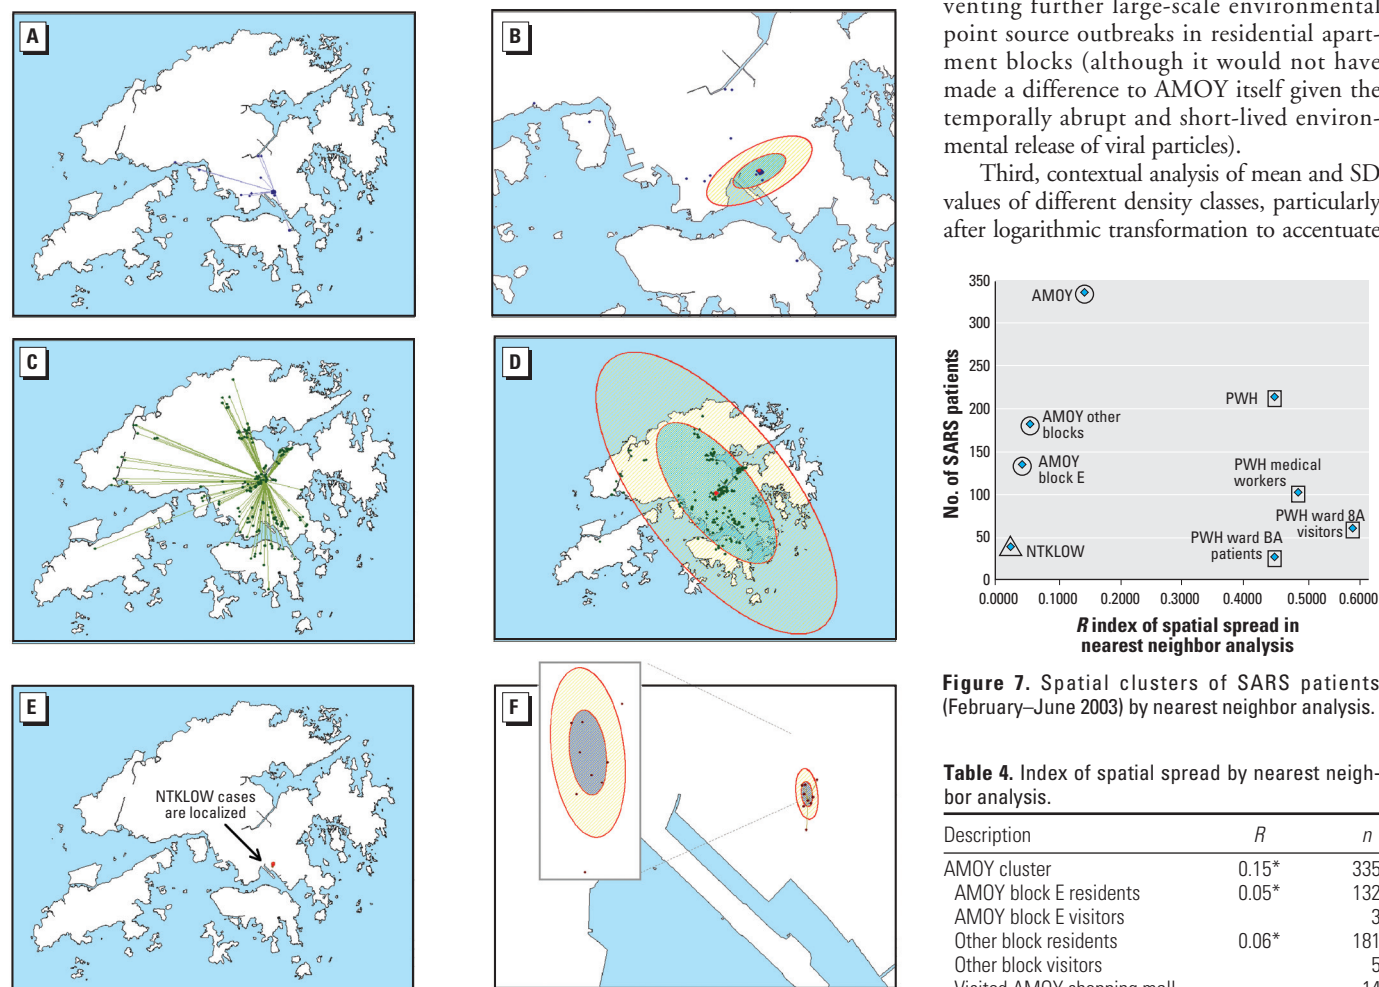 A
B
C
D
E
NTKLOW cases
are localized
F
venting further large-scale environmental
point source outbreaks in residential apart-
ment blocks (although it would not have
made a difference to AMOY itself given the
temporally abrupt and short-lived environ-
mental release of viral particles).
Third, contextual analysis of mean and SD
values of different density classes, particularly
after logarithmic transformation to accentuate
No. of SARS patients
350
300
250
200
150
100
50
0
AMOY
PWH
AMOY other
blocks
AMOY
block E
PWH medical
workers
PWH ward 8A
visitors
PWH ward BA
patients
NTKLOW
0.0000 0.1000 0.2000 0.3000 0.4000 0.5000 0.6000
R index of spatial spread in
nearest neighbor analysis
Figure 7. Spatial clusters of SARS patients
(February–June 2003) by nearest neighbor analysis.
Table 4. Index of spatial spread by nearest neigh-
bor analysis.
Description R n
AMOY cluster 0.15* 335
AMOY block E residents 0.05* 132
AMOY block E visitors 3
Other block residents 0.06* 181
Other block visitors 5
Visited AMOY shopping mall 14